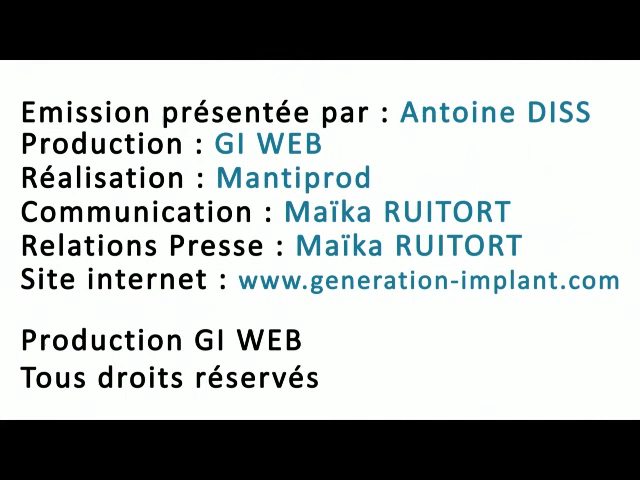 Emission présentée par : Antoine DISS
Production : GI WEB
Réalisation : Mantiprod
Communication : Maïka RUITORT
Relations Presse : Maïka RUITORT
Site internet : www.generation-implant.com
Production GI WEB
Tous droits réservés